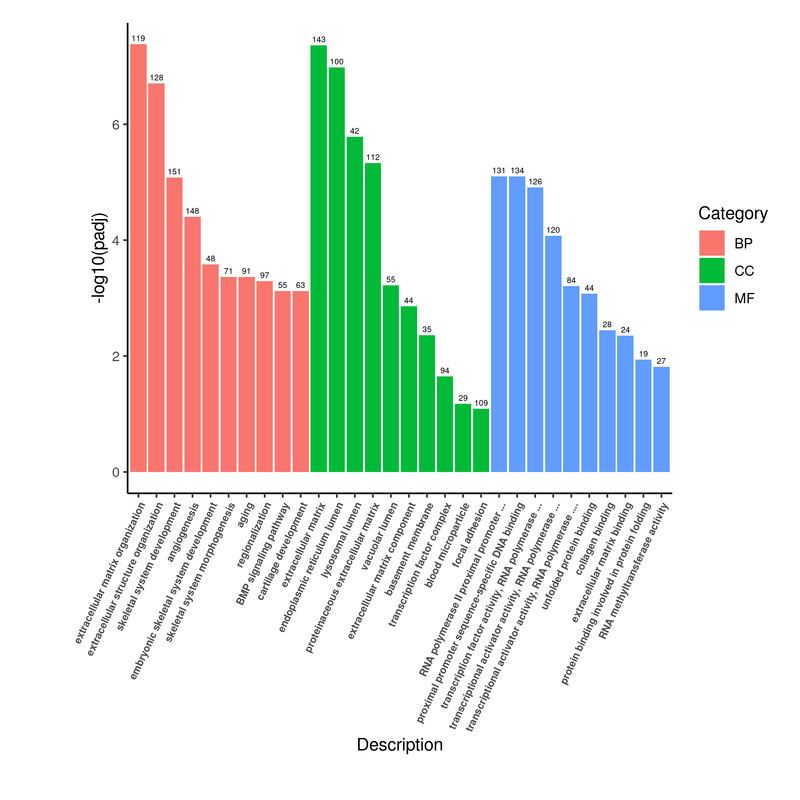 119
128
151
148
48
71
91
97
55
63
143
100
42
112
55
44
35
94
29
109
131
134
126
120
84
44
28
24
19
27
6
4
2
0
-log10(padj)
extracellular matrix organization
extracellular structure organization
skeletal system development
angiogenesis
embryonic skeletal system development
skeletal system morphogenesis
aging
regionalization
BMP signaling pathway
cartilage development
extracellular matrix
endoplasmic reticulum lumen
lysosomal lumen
proteinaceous extracellular matrix
vacuolar lumen
extracellular matrix component
basement membrane
transcription factor complex
blood microparticle
focal adhesion
RNA polymerase II proximal promoter ...
proximal promoter sequence-specific DNA binding
transcription factor activity, RNA polymerase ...
transcriptional activator activity, RNA polymerase ...
transcriptional activator activity, RNA polymerase ....
unfolded protein binding
collagen binding
extracellular matrix binding
protein binding involved in protein folding
RNA methyltransferase activity
Description
Category
BP
CC
MF